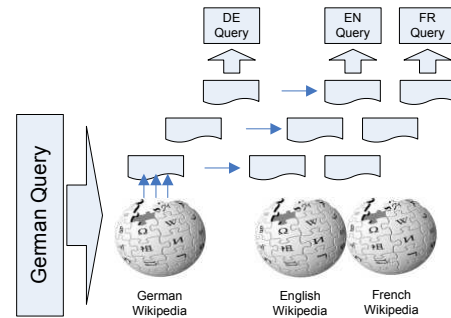 DE
Query
EN
Query
FR
Query
German Query
German
Wikipedia
English
Wikipedia
French
Wikipedia